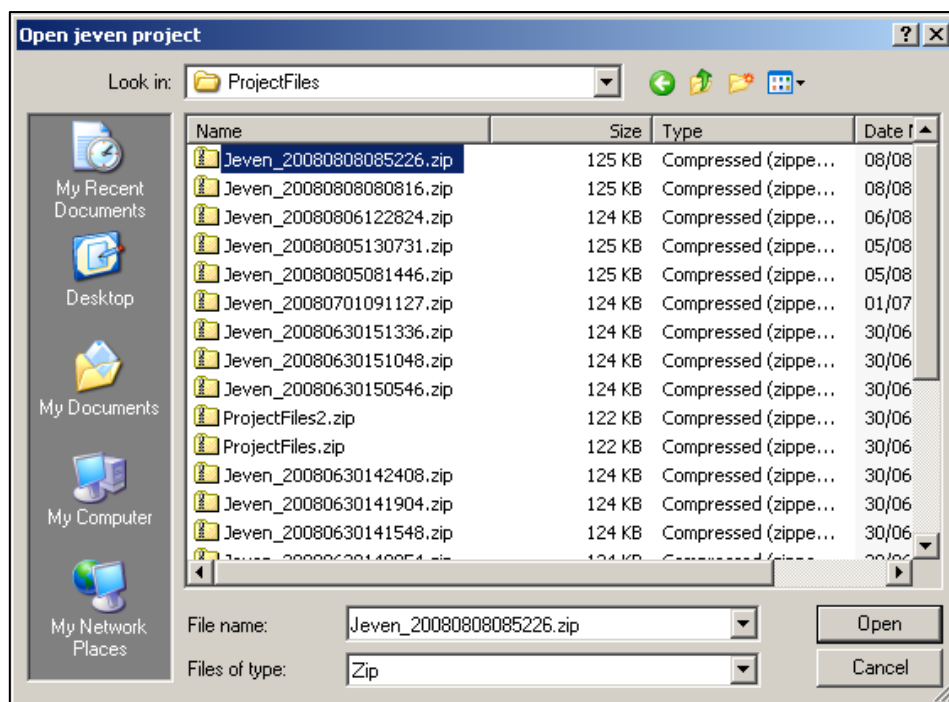 Open jeven project
Look in: ProjectFiles
Name Size Type Date M
Jeven_20080808085226.zip 125 KB Compressed (zippe... 08/08
Jeven_20080808080816.zip 125 KB Compressed (zippe... 08/08
Jeven_20080806122824.zip 124 KB Compressed (zippe... 06/08
Jeven_20080805130731.zip 125 KB Compressed (zippe... 05/08
Jeven_20080805081446.zip 125 KB Compressed (zippe... 05/08
Jeven_20080701091127.zip 124 KB Compressed (zippe... 01/07
Jeven_20080630151336.zip 124 KB Compressed (zippe... 30/06
Jeven_20080630151048.zip 124 KB Compressed (zippe... 30/06
Jeven_20080630150546.zip 124 KB Compressed (zippe... 30/06
ProjectFiles2.zip 122 KB Compressed (zippe... 30/06
ProjectFiles.zip 122 KB Compressed (zippe... 30/06
Jeven_20080630142408.zip 124 KB Compressed (zippe... 30/06
Jeven_20080630141904.zip 124 KB Compressed (zippe... 30/06
Jeven_20080630141548.zip 124 KB Compressed (zippe... 30/06
My Recent
Documents
Desktop
My Documents
My Computer
My Network
Places
File name: Jeven_20080808085226.zip Open
Files of type: Zip Cancel